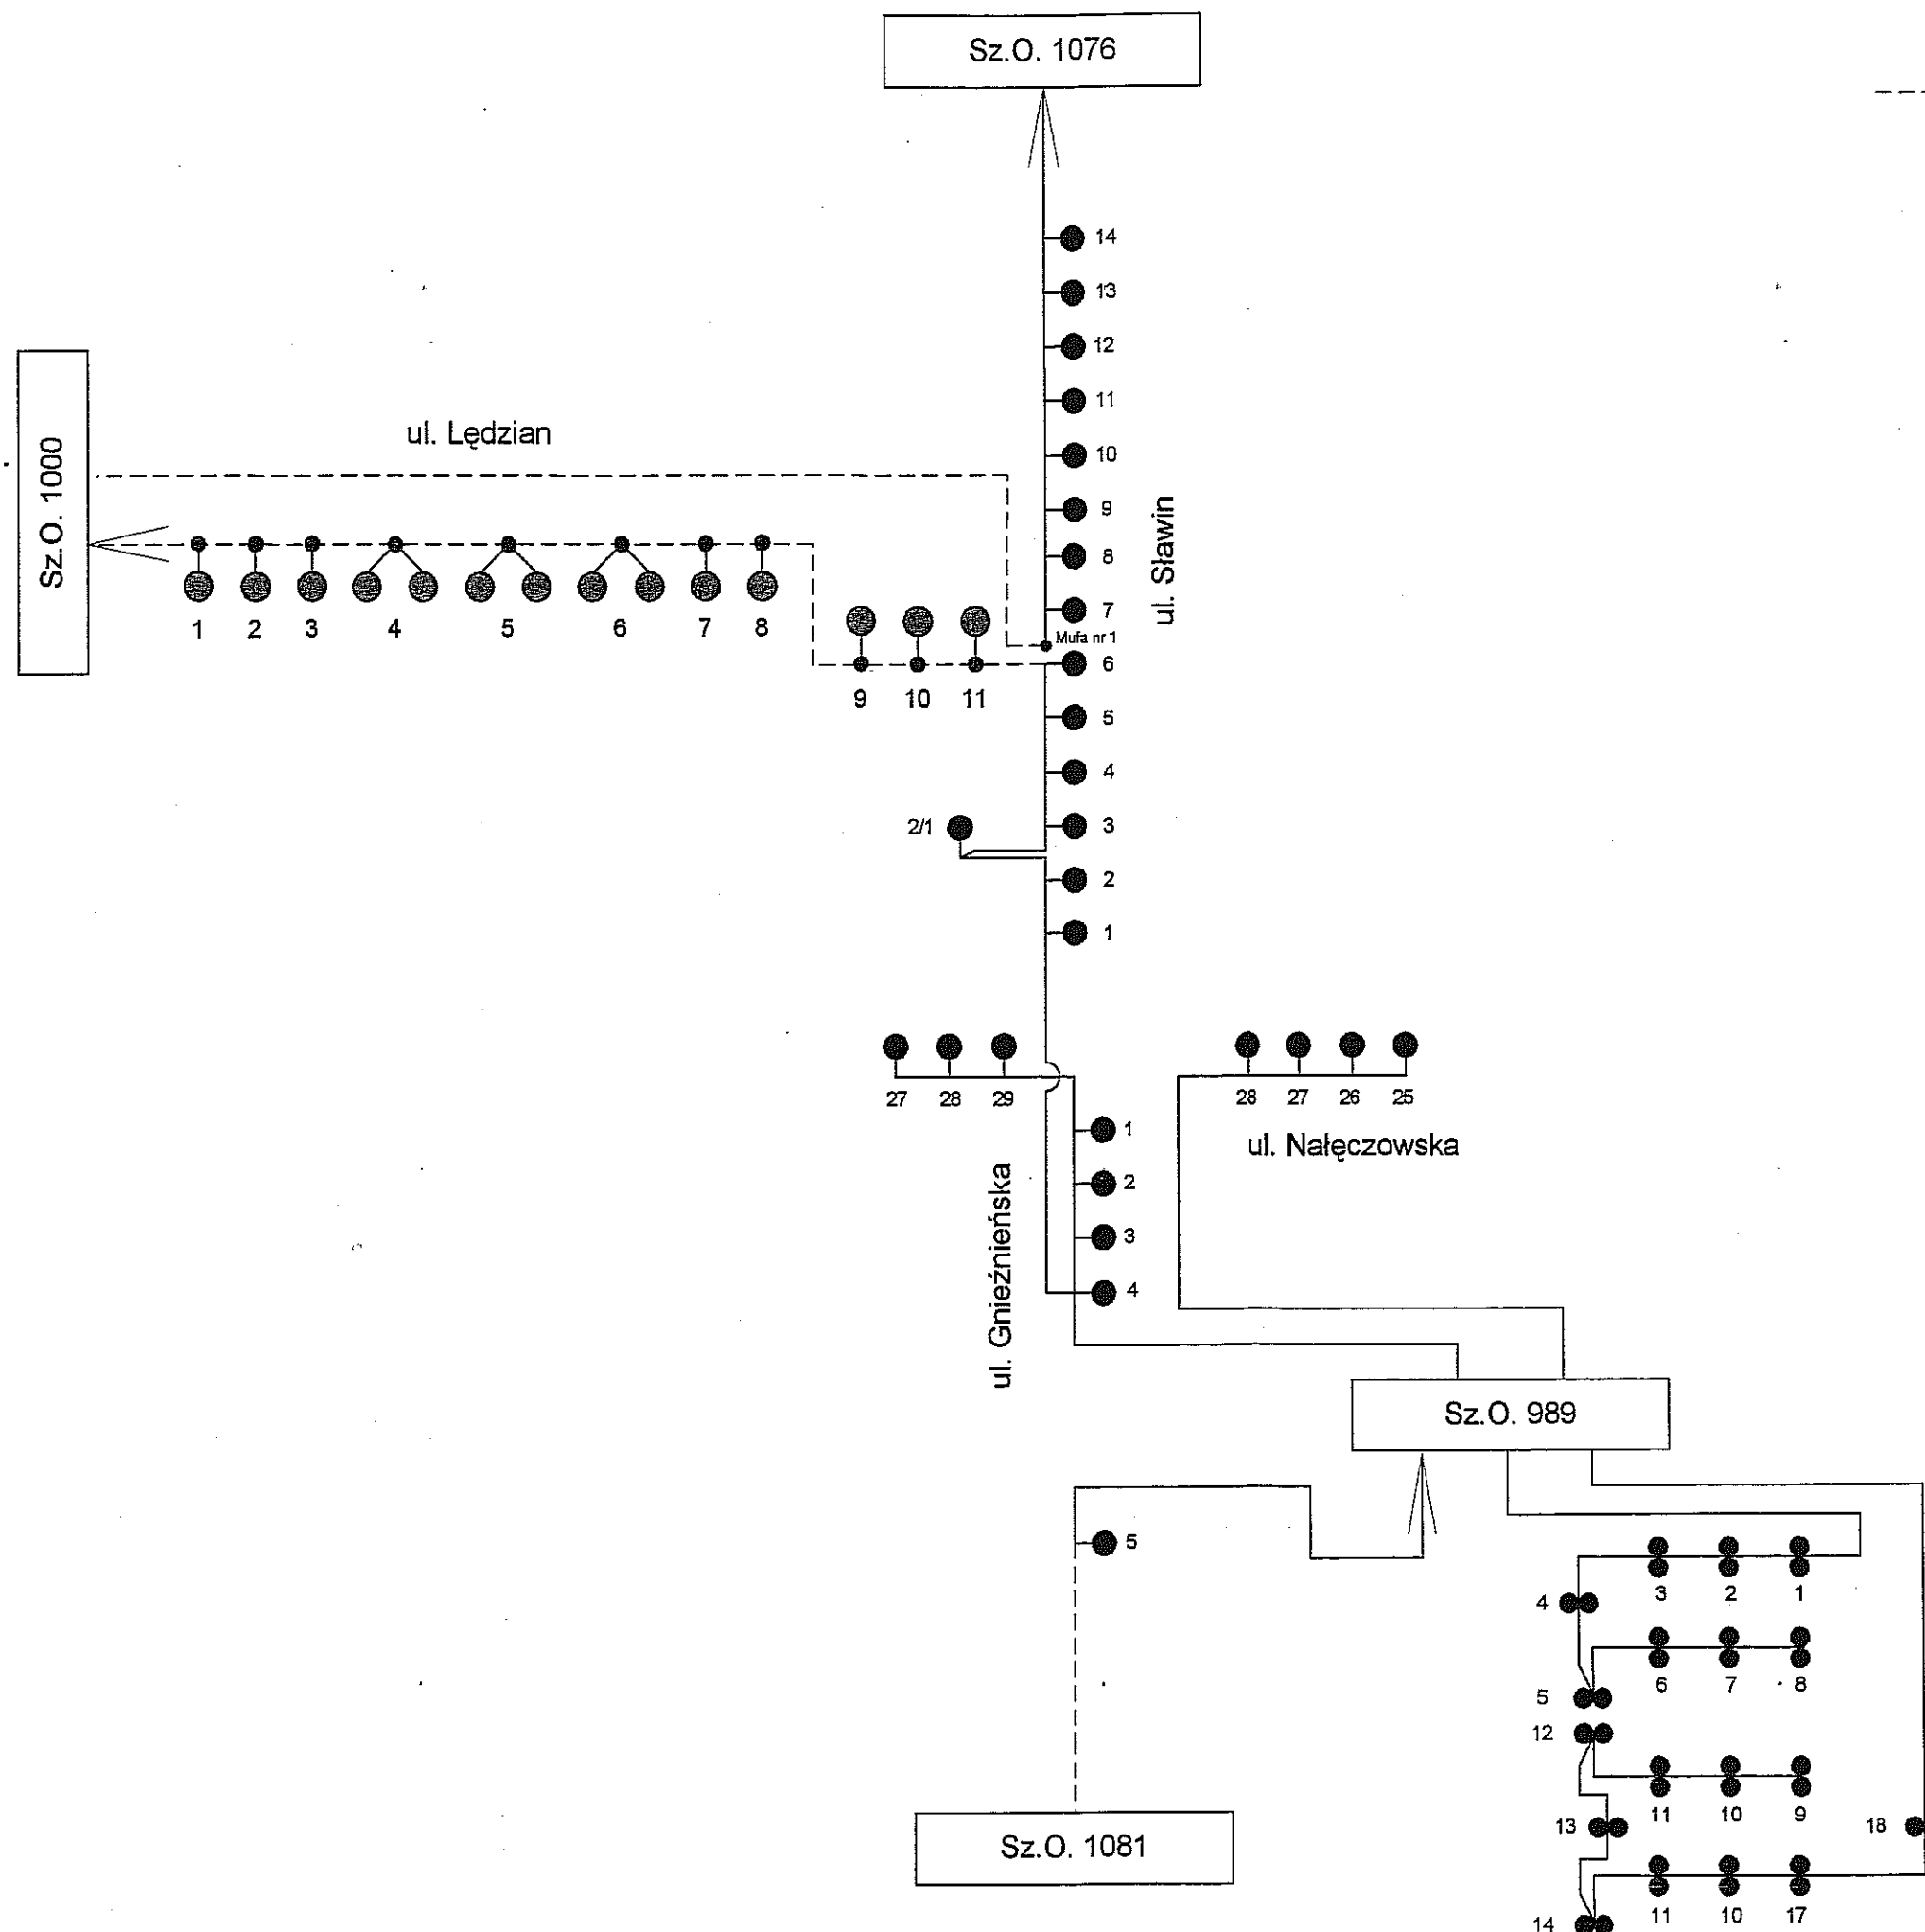 Sz.O. 1076
14
13
12
11
10
9
8
7
Mufa nr 1
6
5
4
3
2/1
2
1
ul. Sławin
ul. Lędzian
Sz.O. 1000
1 2 3 4 5 6 7 8
9 10 11
27 28 29
28 27 26 25
ul. Nałęczowska
1
2
3
4
ul. Gnieźnieńska
Sz.O. 989
5
3 2 1
4
6 7 8
5
12
11 10 9
13
18
11 10 17
14
Sz.O. 1081